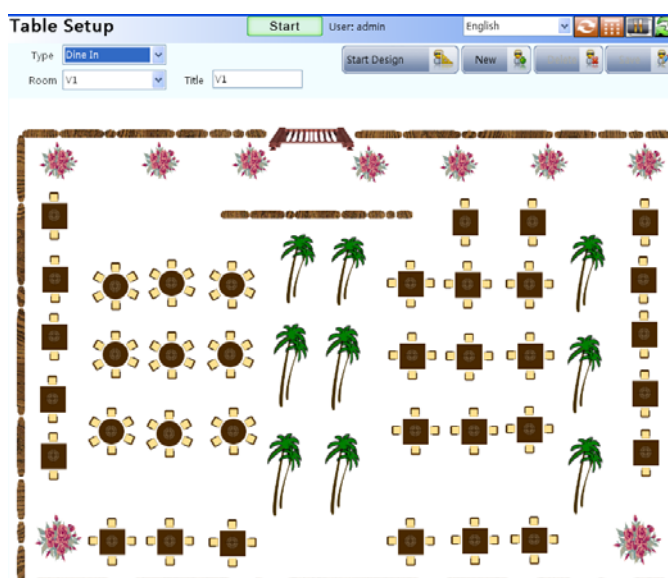 Table Setup Start User: admin English
Type Dine In Start Design New
Room V1 Title V1